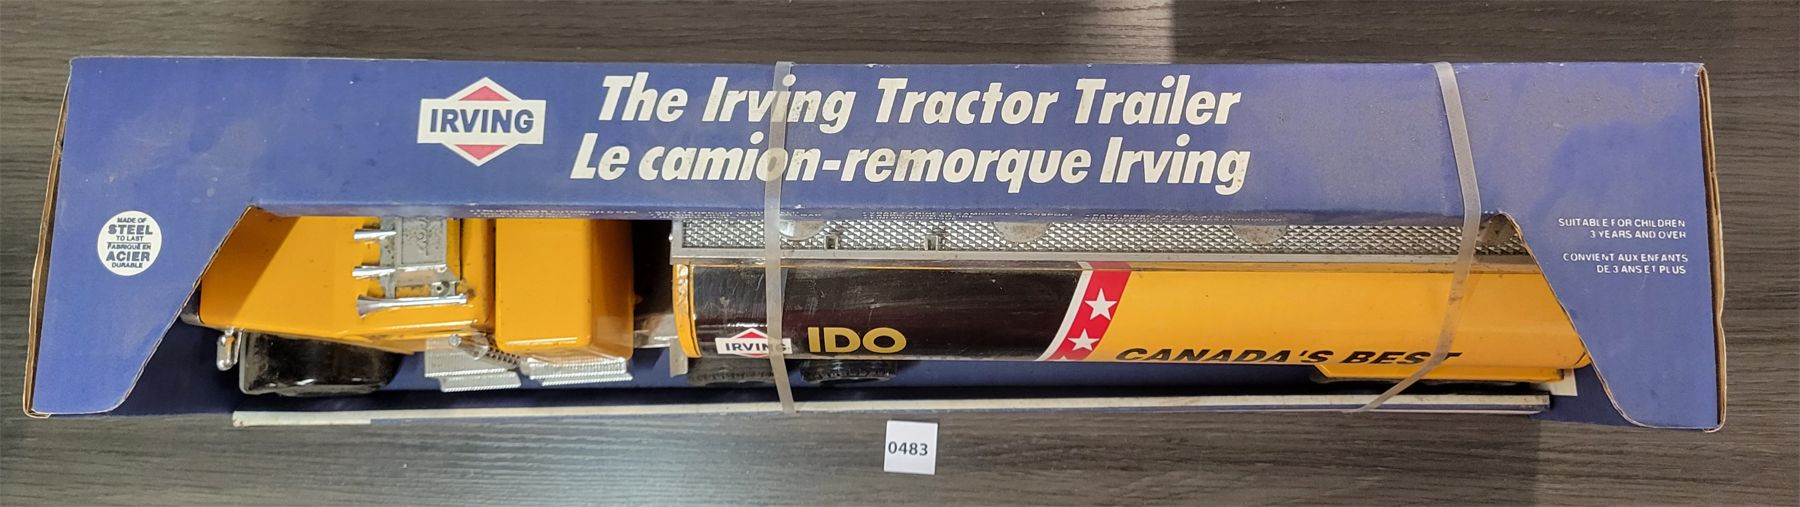 IRVING
The Irving Tractor Trailer
Le camion-remorque Irving
MADE OF
STEEL
TO LAST
FABRIQUÉ EN
ACIER
DURABLE
SUITABLE FOR CHILDREN
3 YEARS AND OVER
CONVIENT AUX ENFANTS
DE 3 ANS ET PLUS
IRVING
IDO
CANADA'S BEST
0483